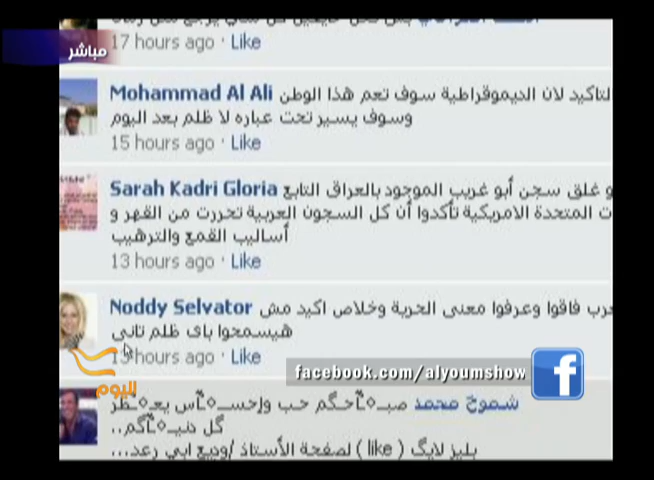 مباشر
17 hours ago · Like
Mohammad Al Ali التاكيد لان الديموقراطية سوف تعم هذا الوطن
وسوف يسير تحت عباره لا ظلم بعد اليوم
15 hours ago · Like
Sarah Kadri Gloria و غلق سجن أبو غريب الموجود بالعراق التابع
ت المتحدة الامريكية تأكدوا أن كل السجون العربية تحررت من القهر و
أساليب القمع والترهيب
13 hours ago · Like
Noddy Selvator عرب فاقوا وعرفوا معنى الحرية وخلاص اكيد مش
هيسمحوا باى ظلم تانى
hours ago · Like
facebook.com/alyoumshow
اليوم
شموخ محمد حب
گل
بليز لايگ ( like ) لصفحة الأستاذ /وديع ابي رعد...